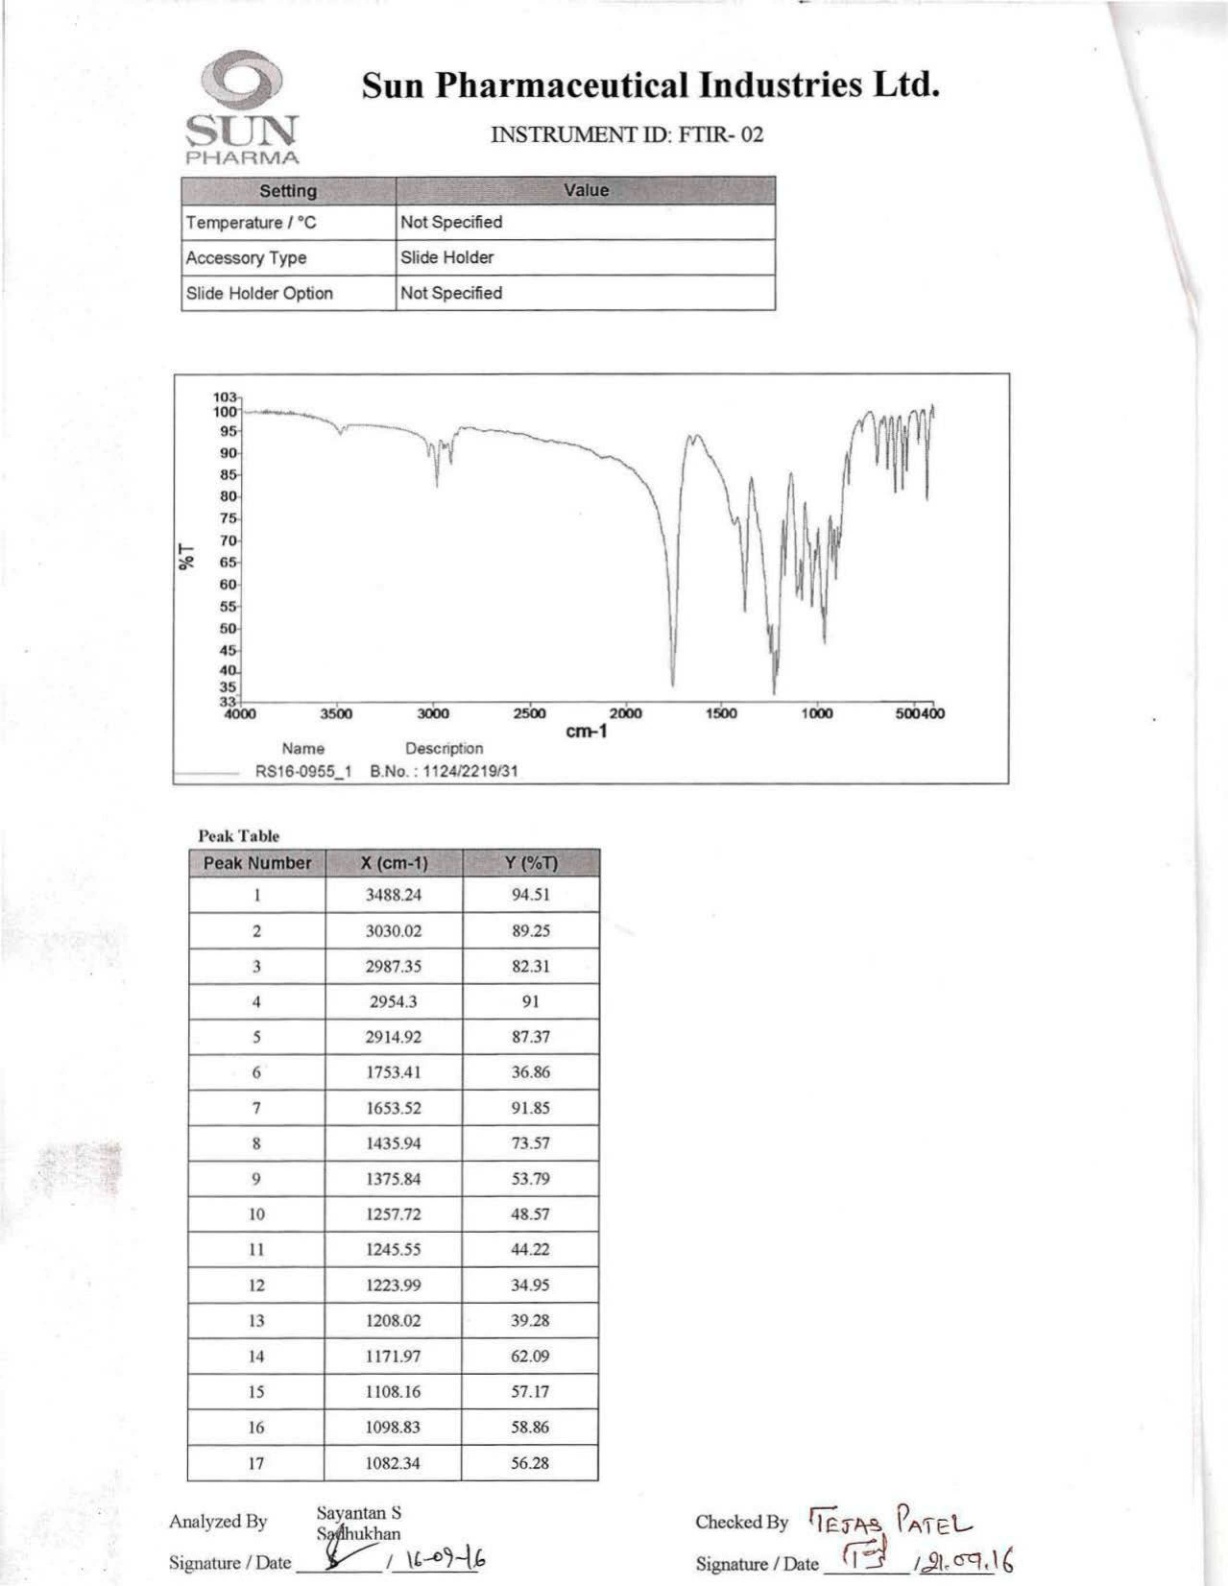 SUN
PHARMA
Sun Pharmaceutical Industries Ltd.
INSTRUMENT ID: FTIR- 02
Setting Value
Temperature / °C Not Specified
Accessory Type Slide Holder
Slide Holder Option Not Specified
103
100
95
90
85
80
75
70
65
60
55
50
45
40
35
33
%T
4000 3500 3000 2500 2000 1500 1000 500 400
cm-1
Name Description
RS16-0955_1 B.No. : 1124/2219/31
Peak Table
Peak Number X (cm-1) Y (%T)
1 3488.24 94.51
2 3030.02 89.25
3 2987.35 82.31
4 2954.3 91
5 2914.92 87.37
6 1753.41 36.86
7 1653.52 91.85
8 1435.94 73.57
9 1375.84 53.79
10 1257.72 48.57
11 1245.55 44.22
12 1223.99 34.95
13 1208.02 39.28
14 1171.97 62.09
15 1108.16 57.17
16 1098.83 58.86
17 1082.34 56.28
Analyzed By Sayantan S
Sadhukhan
Signature / Date / 16-09-16
Checked By TEJAS PATEL
Signature / Date / 21.09.16